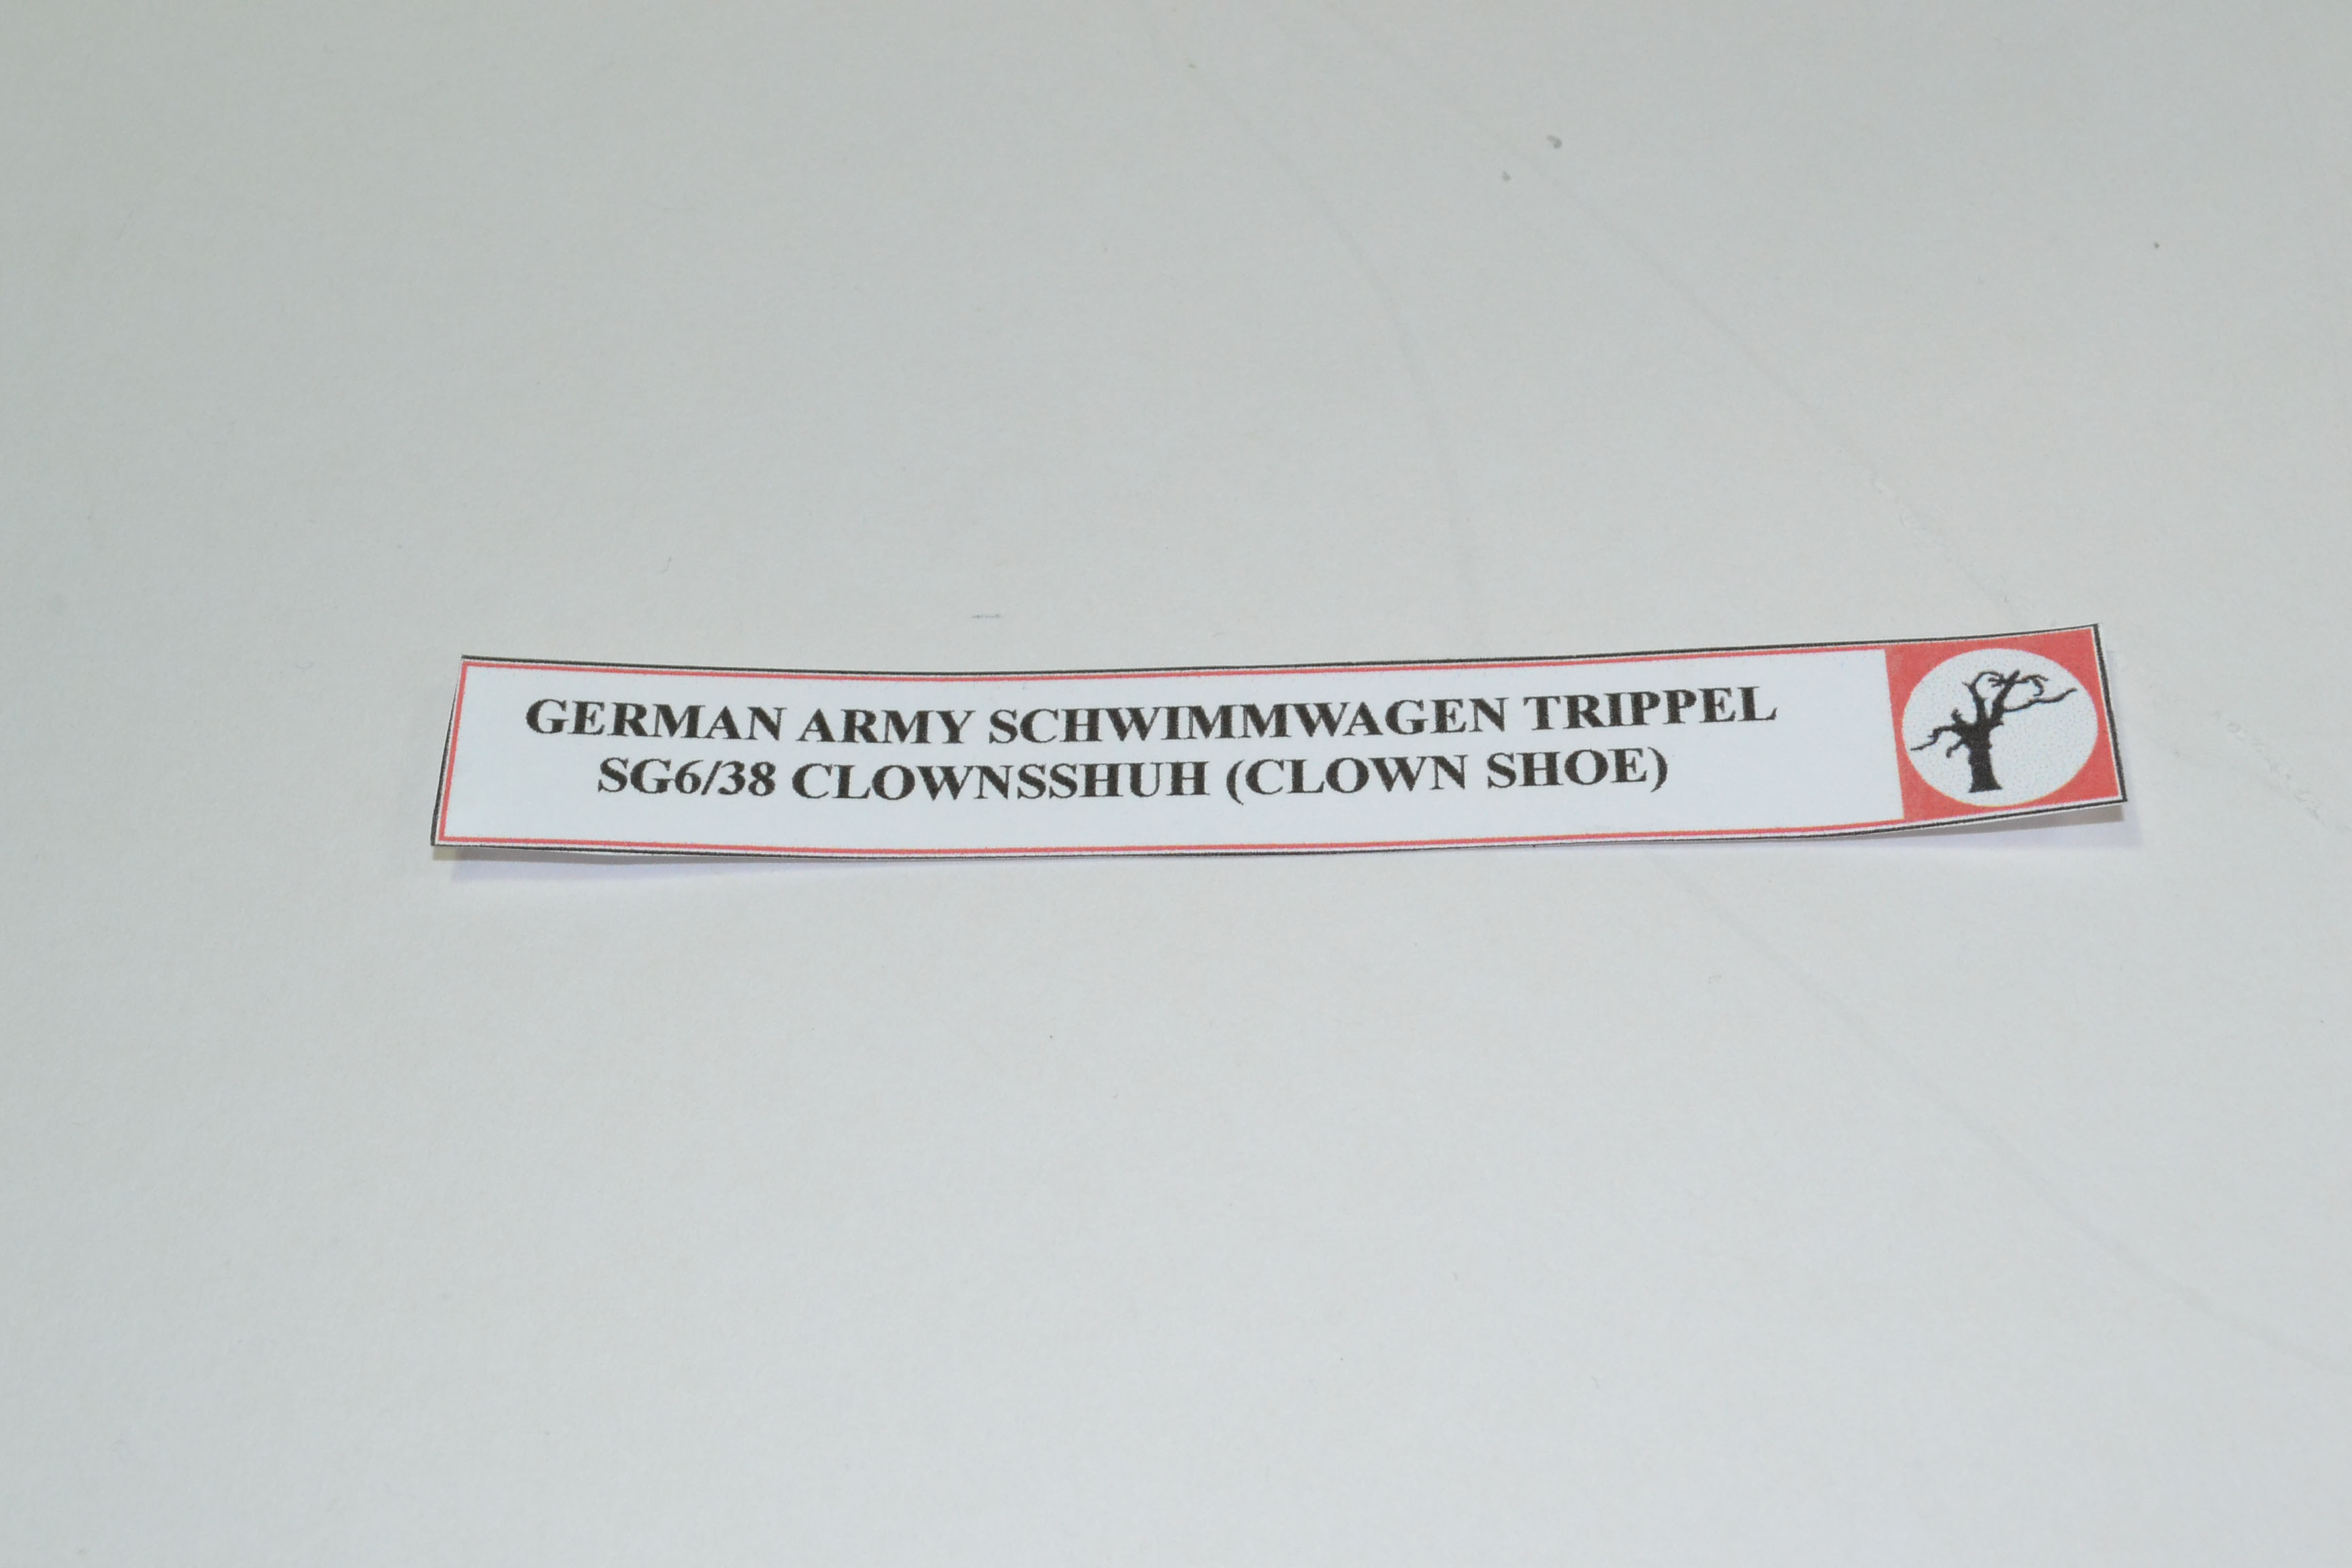 GERMAN ARMY SCHWIMMWAGEN TRIPPEL
SG6/38 CLOWNSSHUH (CLOWN SHOE)